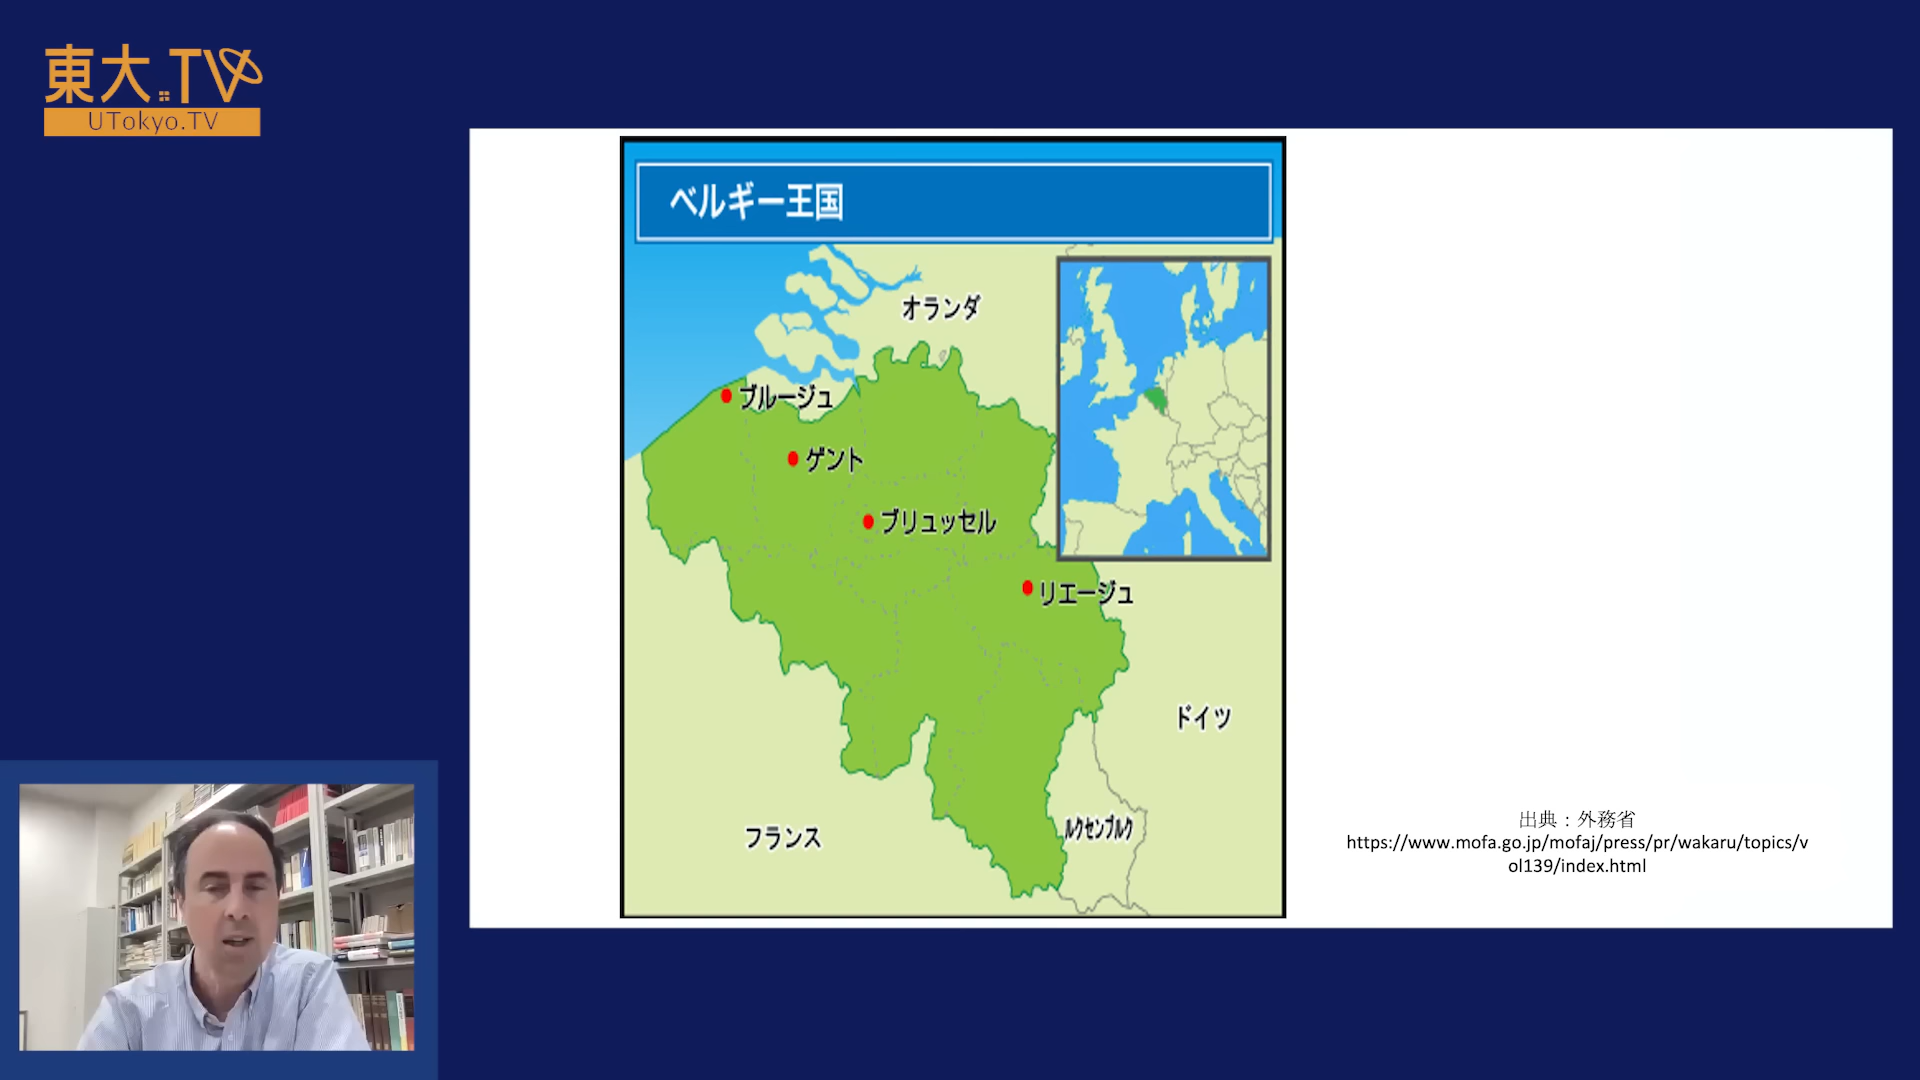 東大.TV
UTokyo.TV
ベルギー王国
オランダ
ブルージュ
ゲント
ブリュッセル
リエージュ
ドイツ
ルクセンブルク
フランス
出典：外務省
https://www.mofa.go.jp/mofaj/press/pr/wakaru/topics/v
ol139/index.html